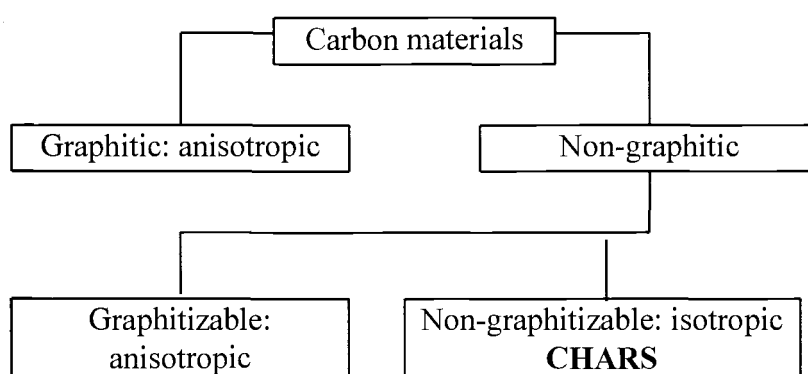 Carbon materials
Graphitic: anisotropic
Non-graphitic
Graphitizable:
anisotropic
Non-graphitizable: isotropic
CHARS